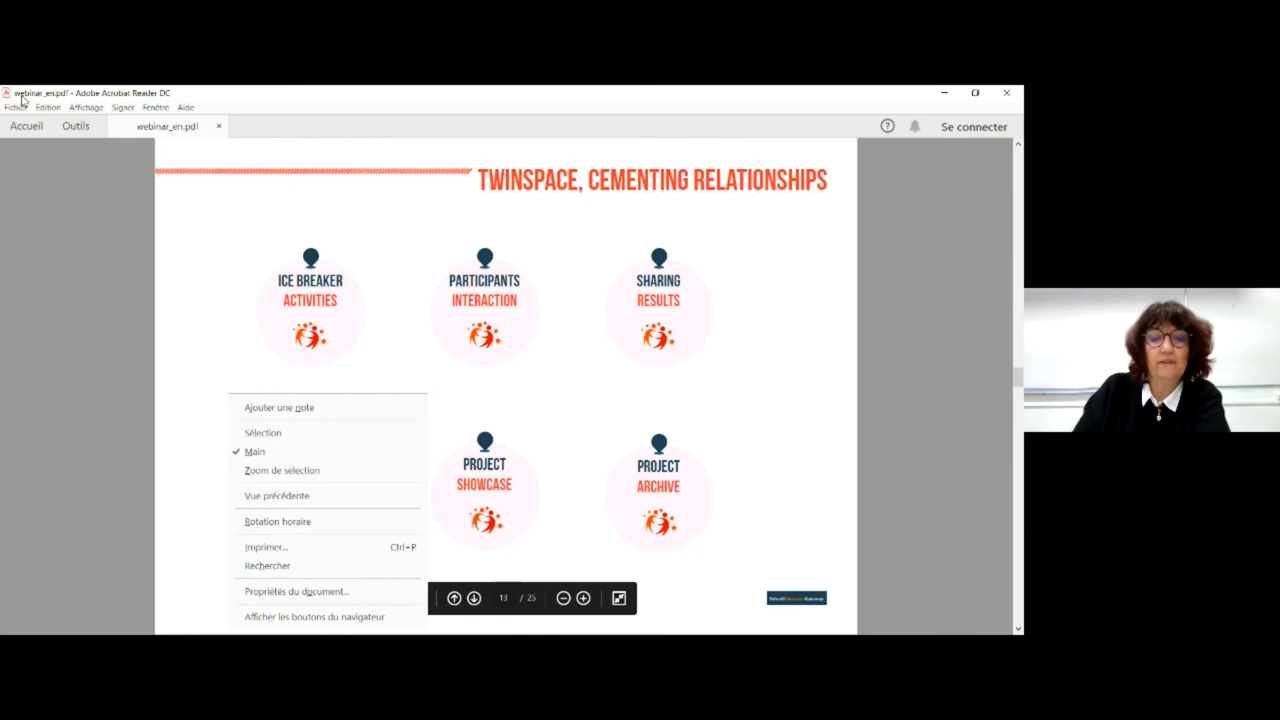 webinar_en.pdf - Adobe Acrobat Reader DC
Fichier Edition Affichage Signer Fenêtre Aide
Accueil Outils webinar_en.pdf × Se connecter
TWINSPACE, CEMENTING RELATIONSHIPS
ICE BREAKER
ACTIVITIES
PARTICIPANTS
INTERACTION
SHARING
RESULTS
PROJECT
SHOWCASE
PROJECT
ARCHIVE
Ajouter une note
Sélection
Main
Zoom de sélection
Vue précédente
Rotation horaire
Imprimer... Ctrl+P
Rechercher
Propriétés du document...
Afficher les boutons du navigateur
13 / 25
SchoolEducationGateway